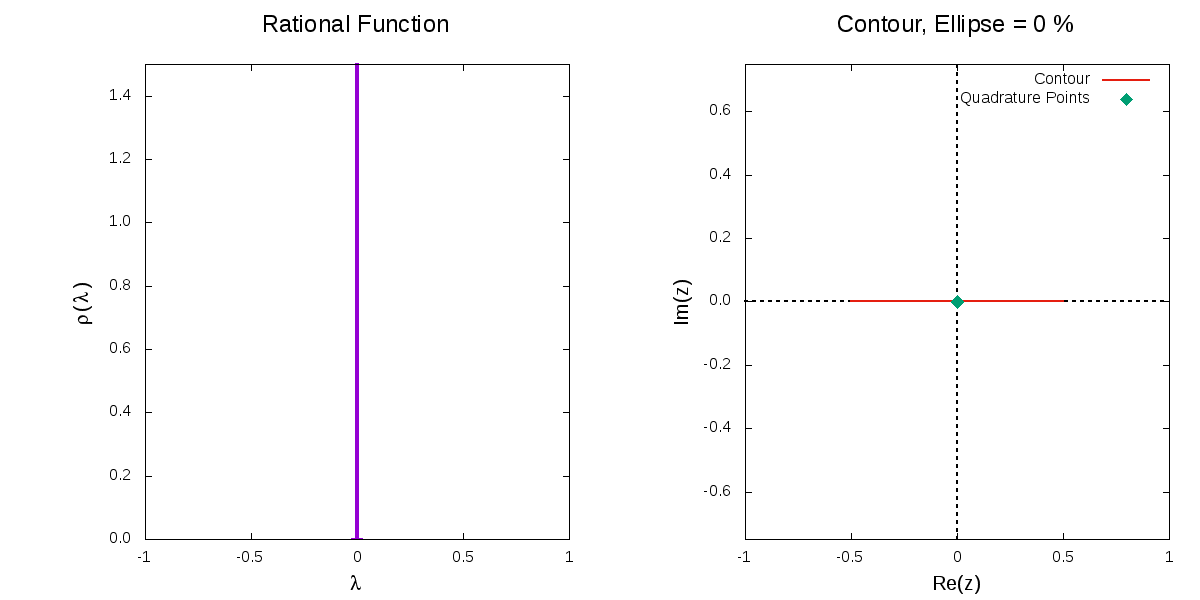 Rational Function
1.4
1.2
1.0
0.8
0.6
0.4
0.2
0.0
ρ(λ)
-1 -0.5 0 0.5 1
λ
Contour, Ellipse = 0 %
Contour
Quadrature Points
0.6
0.4
0.2
0.0
-0.2
-0.4
-0.6
Im(z)
-1 -0.5 0 0.5 1
Re(z)